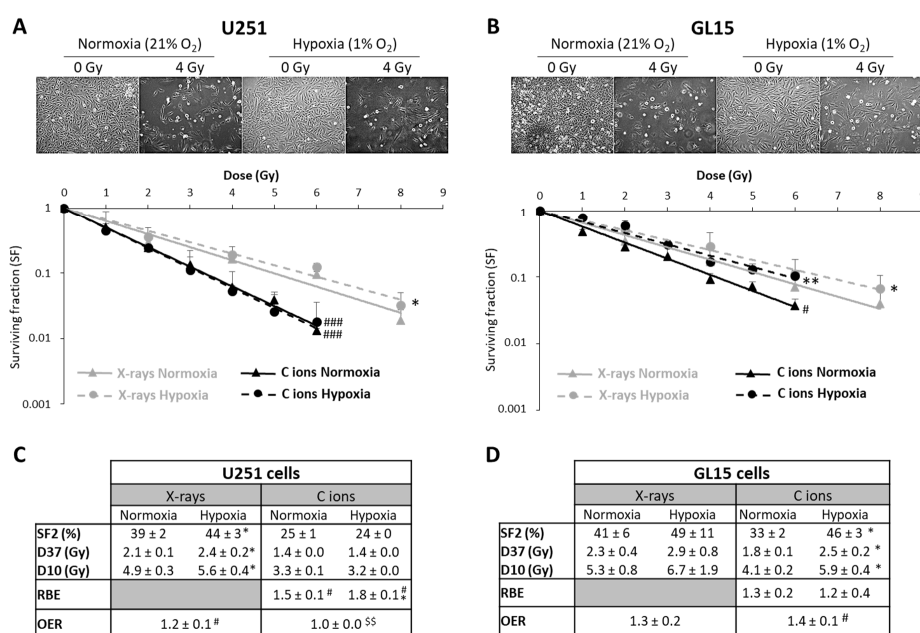 A
U251
Normoxia (21% O₂) Hypoxia (1% O₂)
0 Gy 4 Gy 0 Gy 4 Gy
Dose (Gy)
0 1 2 3 4 5 6 7 8 9
Surviving fraction (SF)
1
0.1
0.01
0.001
*
###
###
X-rays Normoxia C ions Normoxia
X-rays Hypoxia C ions Hypoxia
B
GL15
Normoxia (21% O₂) Hypoxia (1% O₂)
0 Gy 4 Gy 0 Gy 4 Gy
Dose (Gy)
0 1 2 3 4 5 6 7 8 9
Surviving fraction (SF)
1
0.1
0.01
0.001
**
*
#
X-rays Normoxia C ions Normoxia
X-rays Hypoxia C ions Hypoxia
C
U251 cells
X-rays C ions
Normoxia Hypoxia Normoxia Hypoxia
SF2 (%) 39 ± 2 44 ± 3 * 25 ± 1 24 ± 0
D37 (Gy) 2.1 ± 0.1 2.4 ± 0.2 * 1.4 ± 0.0 1.4 ± 0.0
D10 (Gy) 4.9 ± 0.3 5.6 ± 0.4 * 3.3 ± 0.1 3.2 ± 0.0
RBE 1.5 ± 0.1 # 1.8 ± 0.1 # *
OER 1.2 ± 0.1 # 1.0 ± 0.0 $$
D
GL15 cells
X-rays C ions
Normoxia Hypoxia Normoxia Hypoxia
SF2 (%) 41 ± 6 49 ± 11 33 ± 2 46 ± 3 *
D37 (Gy) 2.3 ± 0.4 2.9 ± 0.8 1.8 ± 0.1 2.5 ± 0.2 *
D10 (Gy) 5.3 ± 0.8 6.7 ± 1.9 4.1 ± 0.2 5.9 ± 0.4 *
RBE 1.3 ± 0.2 1.2 ± 0.4
OER 1.3 ± 0.2 1.4 ± 0.1 #